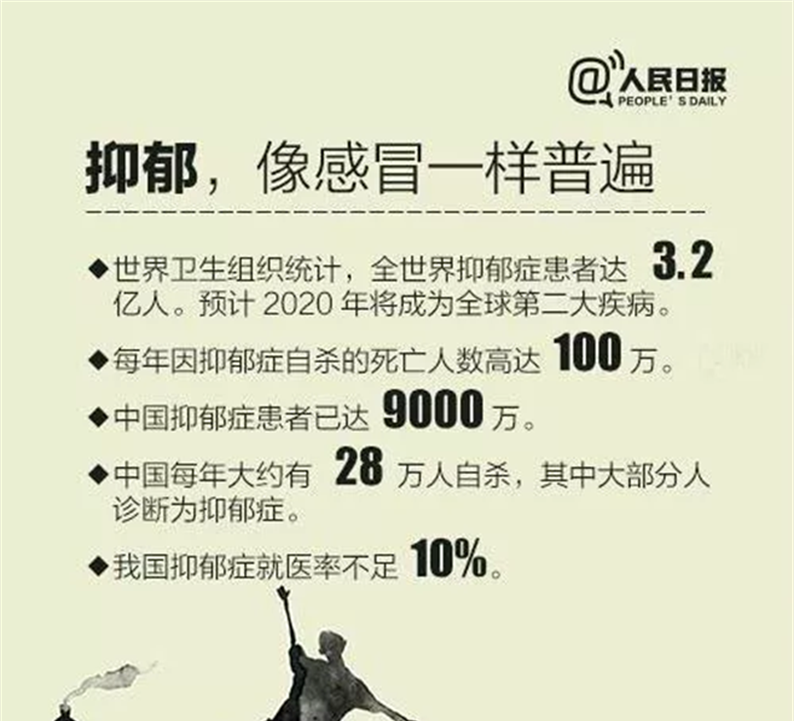 @人民日报
PEOPLE'S DAILY
抑郁，像感冒一样普遍
◆世界卫生组织统计，全世界抑郁症患者达 3.2
亿人。预计 2020 年将成为全球第二大疾病。
◆每年因抑郁症自杀的死亡人数高达 100 万。
◆中国抑郁症患者已达 9000 万。
◆中国每年大约有 28 万人自杀，其中大部分人
诊断为抑郁症。
◆我国抑郁症就医率不足 10%。